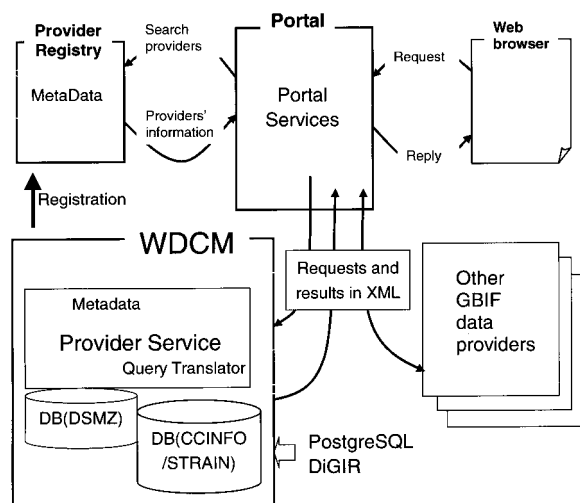 Provider
Registry
MetaData
Search
providers
Providers'
information
Portal
Portal
Services
Request
Reply
Web
browser
Registration
WDCM
Metadata
Provider Service
Query Translator
DB(DSMZ)
DB(CCINFO
/STRAIN)
Requests and
results in XML
Other
GBIF
data
providers
PostgreSQL
DiGIR